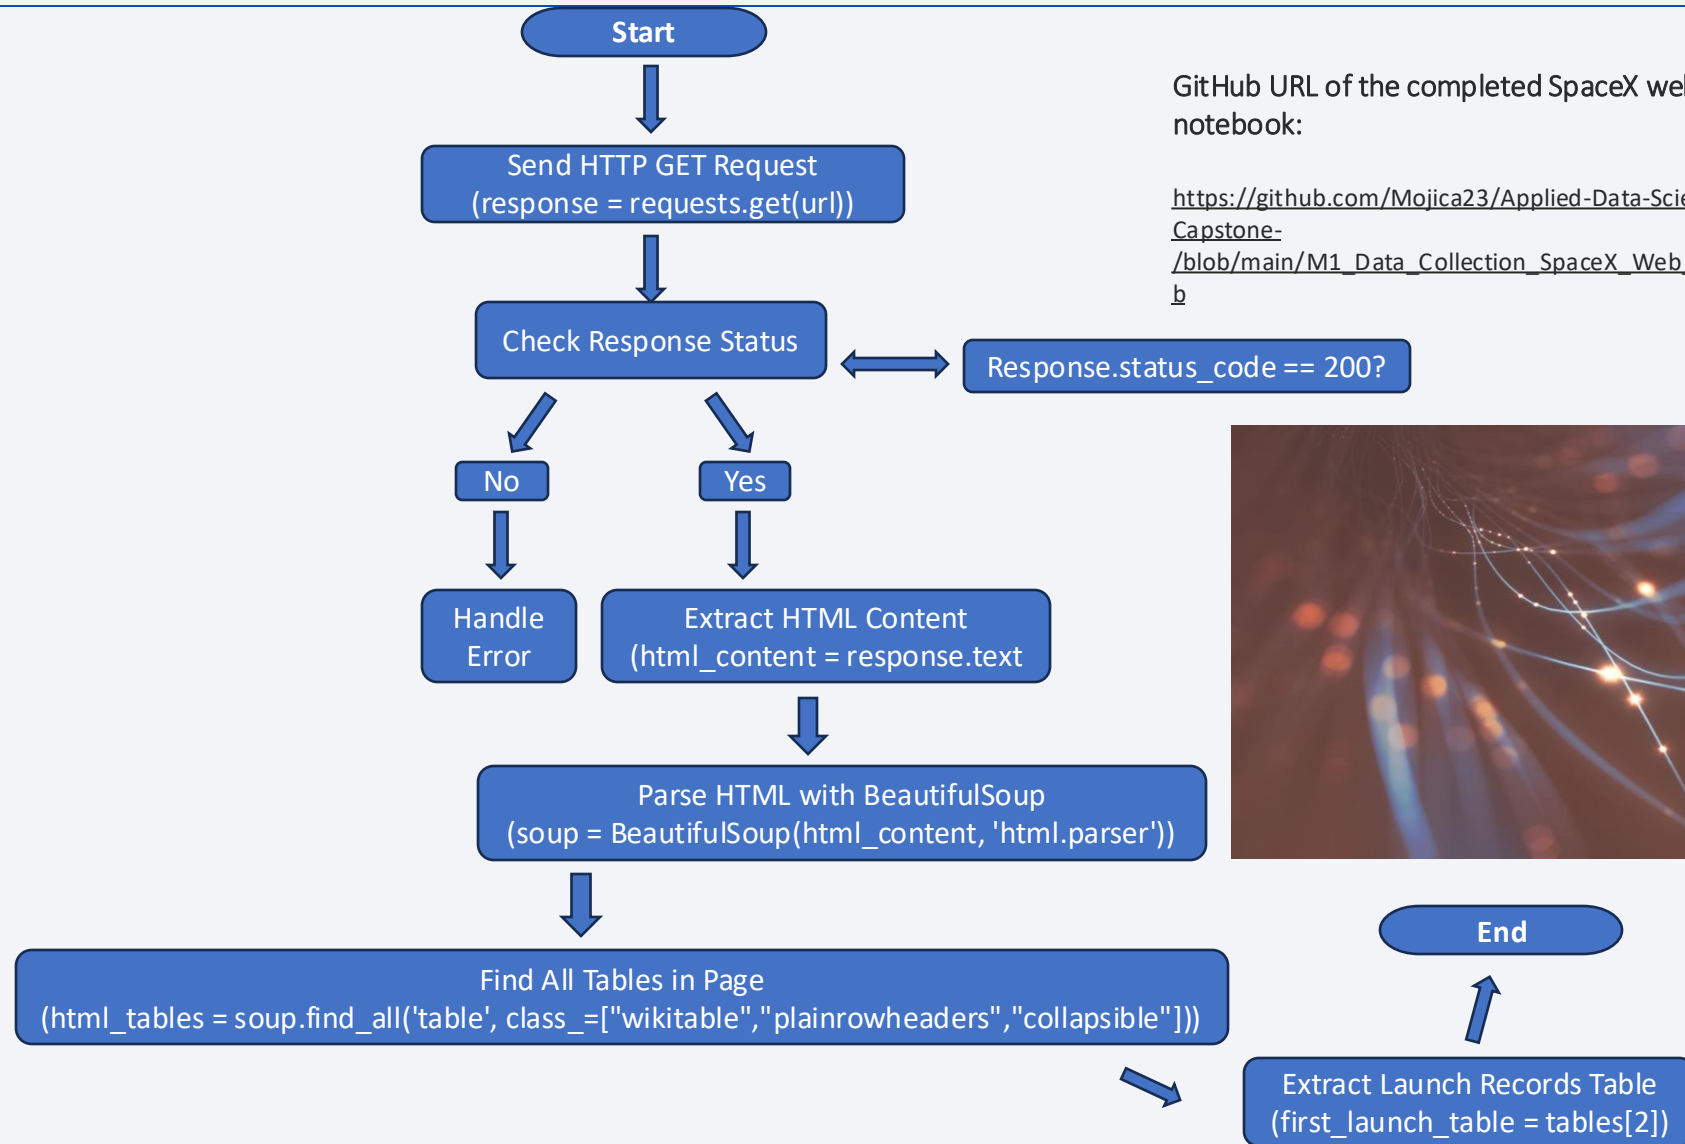 Start
GitHub URL of the completed SpaceX
notebook:
Send HTTP GET Request
(response = requests.get(url))
https://github.com/Mojica23/Applied-Data-Scie
Capstone-
/blob/main/M1_Data_Collection_SpaceX_Web_
b
Check Response Status
Response.status_code == 200?
No
Yes
Handle
Error
Extract HTML Content
(html_content = response.text
Parse HTML with BeautifulSoup
(soup = BeautifulSoup(html_content, 'html.parser'))
Find All Tables in Page
(html_tables = soup.find_all('table', class_=["wikitable","plainrowheaders","collapsible"]))
End
Extract Launch Records Table
(first_launch_table = tables[2])